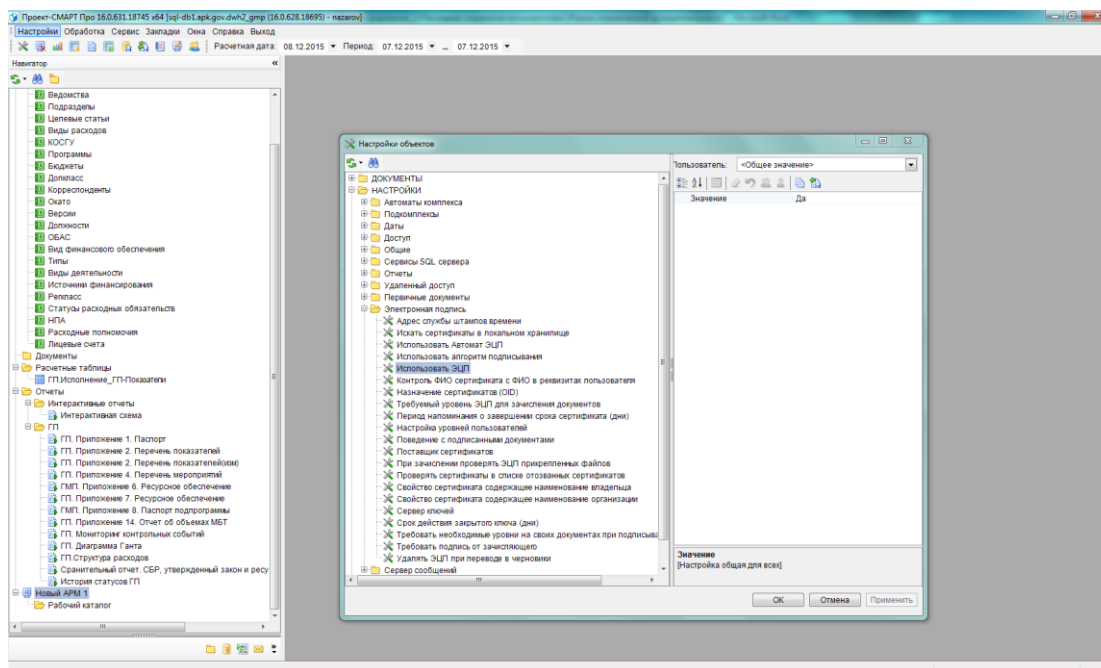 Проект-СМАРТ Про 16.0.631.18745 x64 [sql-db1.apk.gov.dwh2_gmp (16.0.628.18695) - nazarov]
Настройки Обработка Сервис Закладки Окна Справка Выход
Расчетная дата: 08.12.2015 Период: 07.12.2015 ... 07.12.2015
Навигатор
Ведомства
Подразделы
Целевые статьи
Виды расходов
КОСГУ
Программы
Бюджеты
Допкласс
Корреспонденты
Окато
Версии
Должности
ОБАС
Вид финансового обеспечения
Типы
Виды деятельности
Источники финансирования
Регкласс
Статусы расходных обязательств
НПА
Расходные полномочия
Лицевые счета
Документы
Расчетные таблицы
ГП.Исполнение_ГП-Показатели
Отчеты
Интерактивные отчеты
Интерактивная схема
ГП
ГП. Приложение 1. Паспорт
ГП. Приложение 2. Перечень показателей
ГП. Приложение 2. Перечень показателей(иом)
ГП. Приложение 4. Перечень мероприятий
ГМП. Приложение 6. Ресурсное обеспечение
ГП. Приложение 7. Ресурсное обеспечение
ГМП. Приложение 8. Паспорт подпрограммы
ГП. Приложение 14. Отчет об объемах МБТ
ГП. Мониторинг контрольных событий
ГП. Диаграмма Ганта
ГП.Структура расходов
Сравнительный отчет. СБР, утвержденный закон и ресу
История статусов ГП
Новый АРМ 1
Рабочий каталог
Настройки объектов
ДОКУМЕНТЫ
НАСТРОЙКИ
Автоматы комплекса
Подкомплексы
Даты
Доступ
Общие
Сервисы SQL сервера
Отчеты
Удаленный доступ
Первичные документы
Электронная подпись
Адрес службы штампов времени
Искать сертификаты в локальном хранилище
Использовать Автомат ЭЦП
Использовать алгоритм подписывания
Использовать ЭЦП
Контроль ФИО сертификата с ФИО в реквизитах пользователя
Назначение сертификатов (OID)
Требуемый уровень ЭЦП для зачисления документов
Период напоминания о завершении срока сертификата (дни)
Настройка уровней пользователей
Поведение с подписанными документами
Поставщик сертификатов
При зачислении проверять ЭЦП прикрепленных файлов
Проверять сертификаты в списке отозванных сертификатов
Свойство сертификата содержащее наименование владельца
Свойство сертификата содержащее наименование организации
Сервер ключей
Срок действия закрытого ключа (дни)
Требовать необходимые уровни на своих документах при подписыва
Требовать подпись от зачисляющего
Удалять ЭЦП при переводе в черновики
Сервер сообщений
Пользователь: <Общее значение>
Значение Да
Значение
[Настройка общая для всех]
ОК Отмена Применить